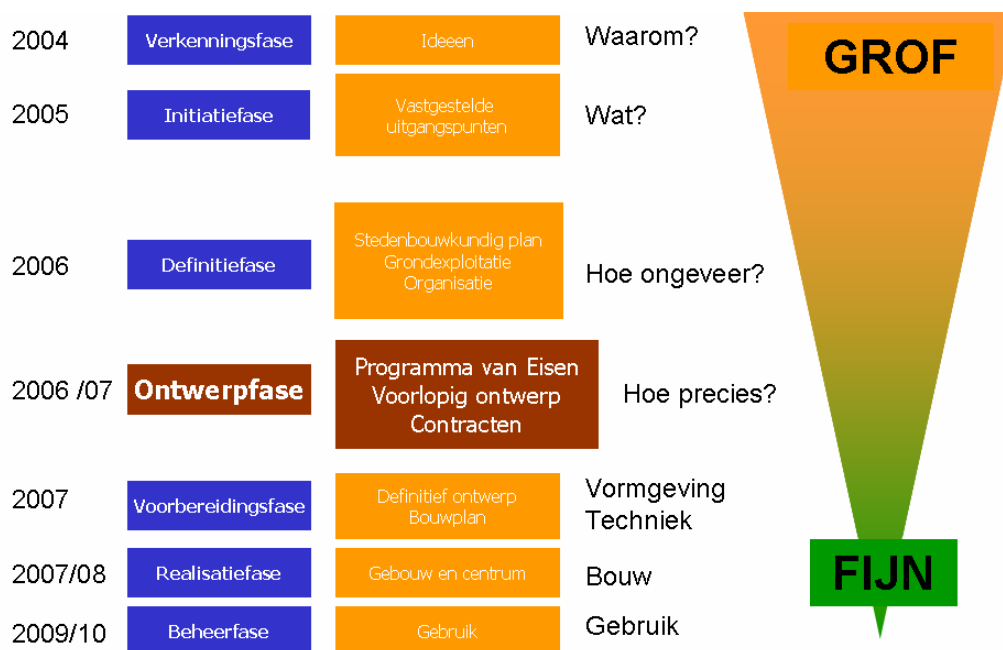 2004
Verkenningsfase
Ideeen
Waarom?
GROF
2005
Initiatiefase
Vastgestelde
uitgangspunten
Wat?
2006
Definitiefase
Stedenbouwkundig plan
Grondexploitatie
Organisatie
Hoe ongeveer?
2006 /07
Ontwerpfase
Programma van Eisen
Voorlopig ontwerp
Contracten
Hoe precies?
2007
Voorbereidingsfase
Definitief ontwerp
Bouwplan
Vormgeving
Techniek
2007/08
Realisatiefase
Gebouw en centrum
Bouw
FIJN
2009/10
Beheerfase
Gebruik
Gebruik